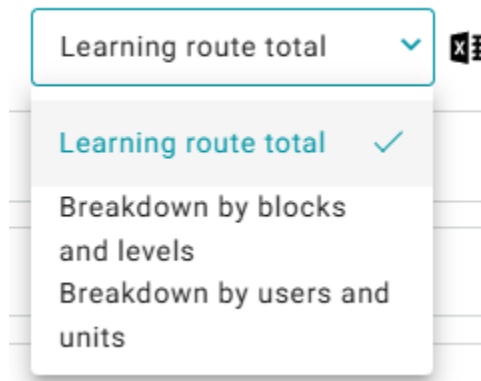 Learning route total
Learning route total
Breakdown by blocks
and levels
Breakdown by users and
units